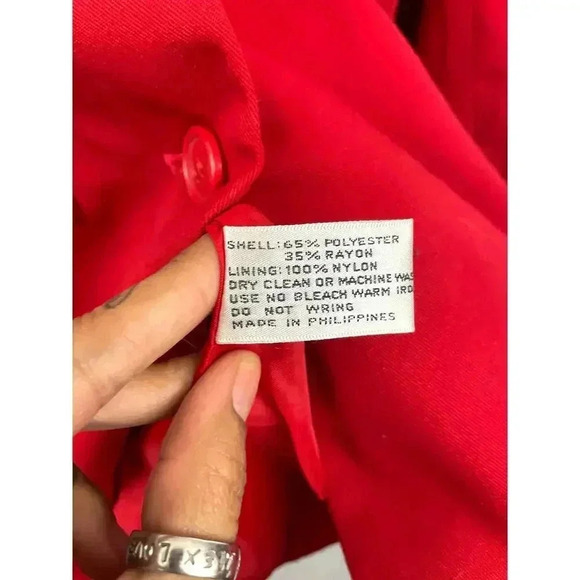 SHELL: 65% POLYESTER
35% RAYON
LINING: 100% NYLON
DRY CLEAN OR MACHINE WAS
USE NO BLEACH WARM IRO
DO NOT WRING
MADE IN PHILIPPINES